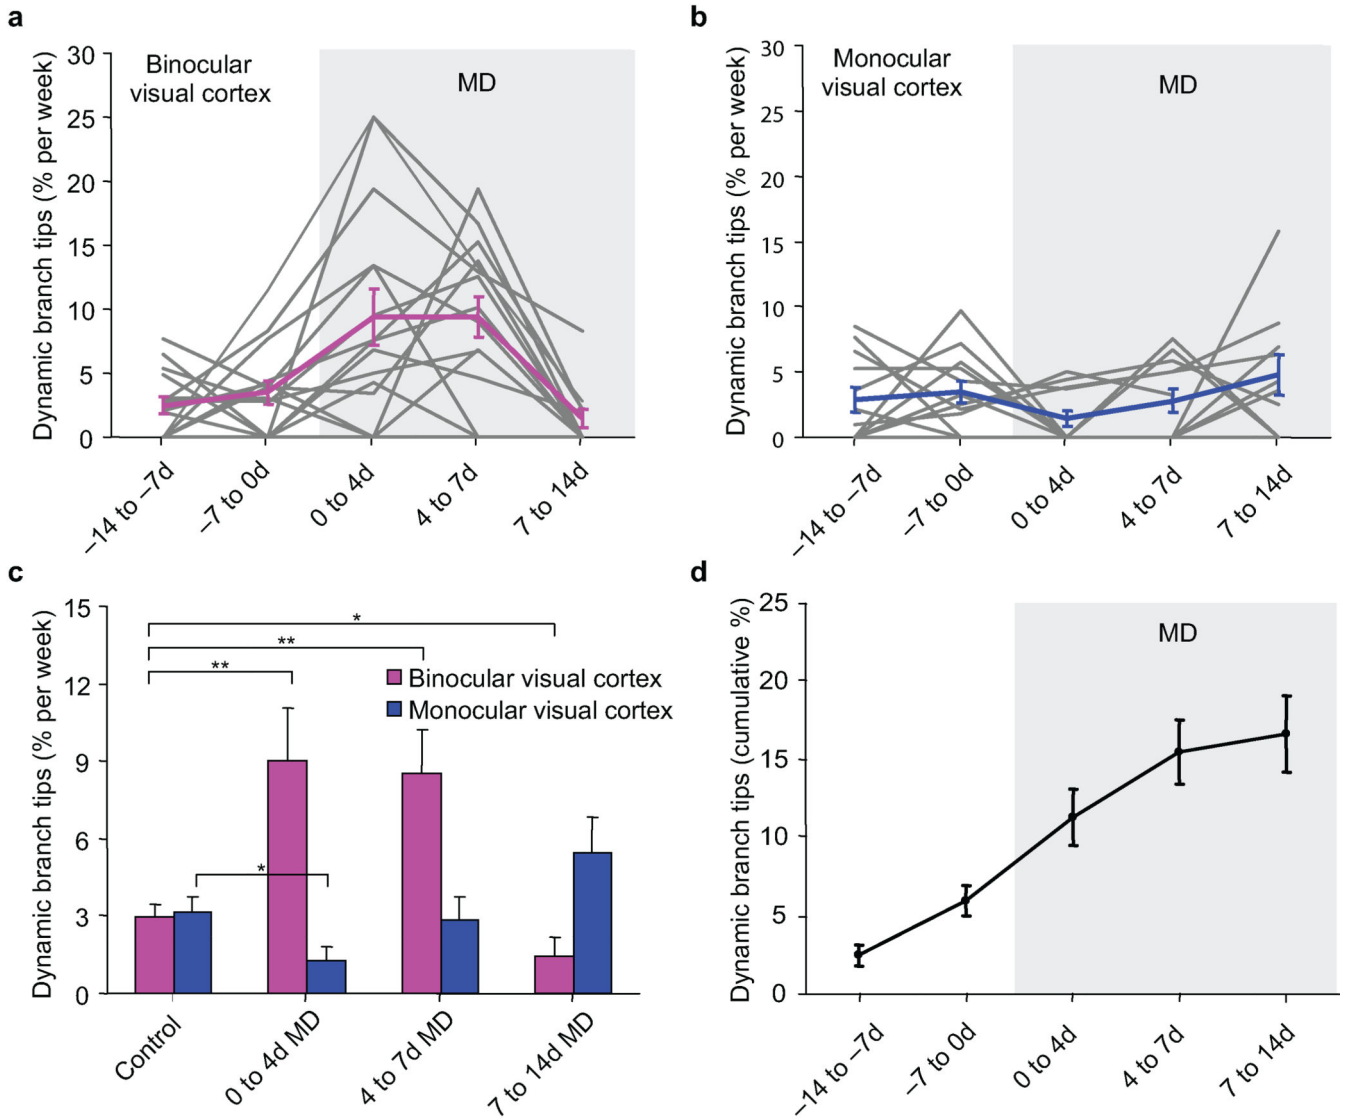 a
Dynamic branch tips (% per week)
30
25
20
15
10
5
0
Binocular
visual cortex
MD
–14 to –7d
–7 to 0d
0 to 4d
4 to 7d
7 to 14d
b
Dynamic branch tips (% per week)
30
25
20
15
10
5
0
Monocular
visual cortex
MD
–14 to –7d
–7 to 0d
0 to 4d
4 to 7d
7 to 14d
c
Dynamic branch tips (% per week)
15
12
9
6
3
0
*
**
**
*
Binocular visual cortex
Monocular visual cortex
Control
0 to 4d MD
4 to 7d MD
7 to 14d MD
d
Dynamic branch tips (cumulative %)
25
20
15
10
5
0
MD
–14 to –7d
–7 to 0d
0 to 4d
4 to 7d
7 to 14d